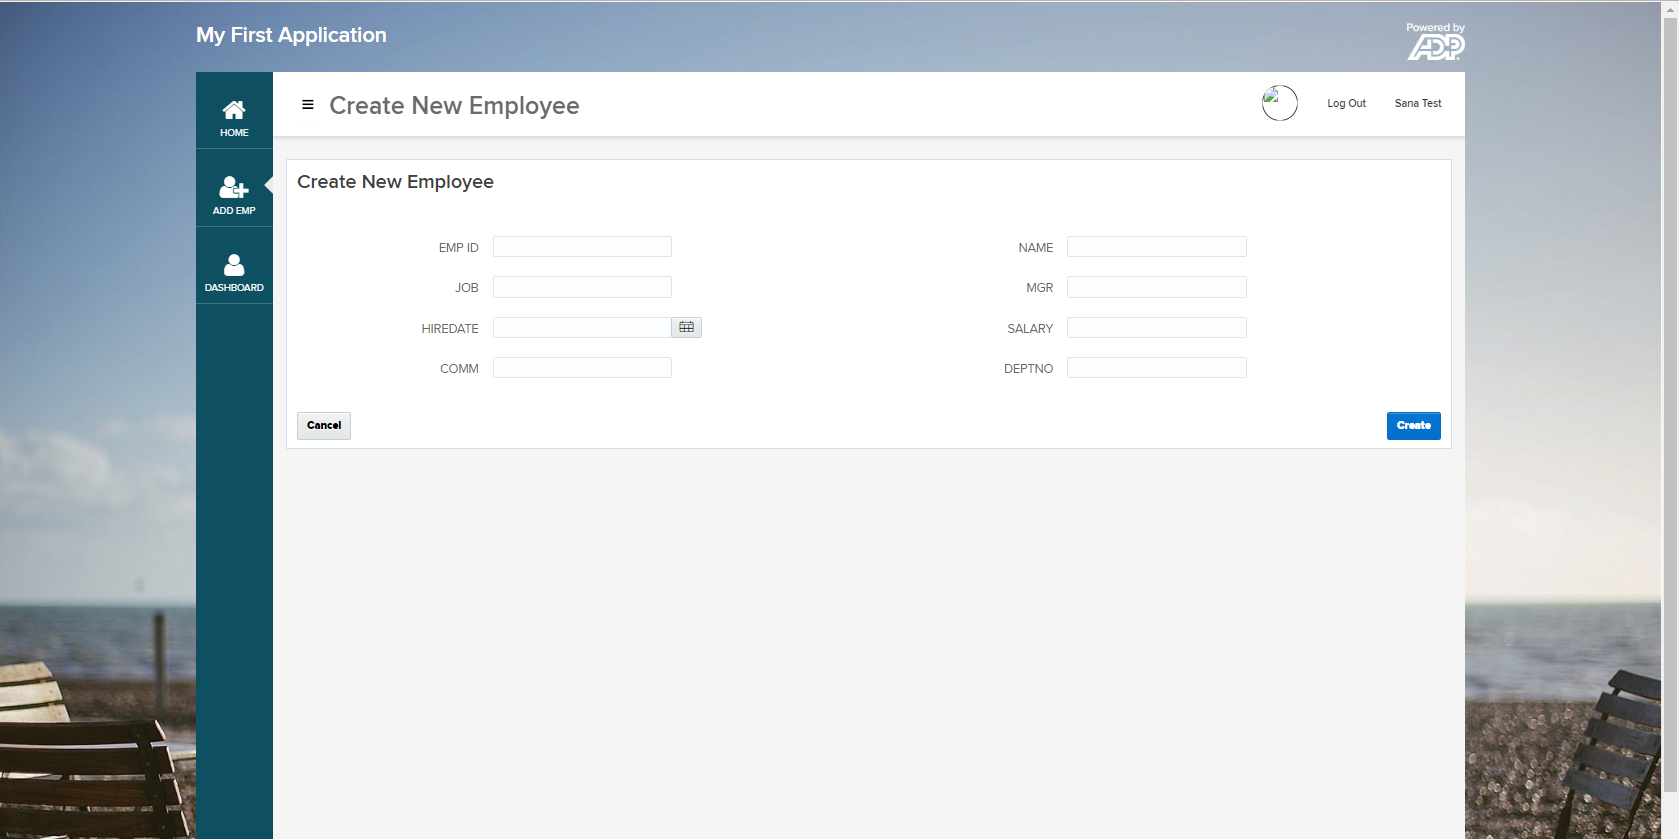 My First Application
Powered by
ADP
HOME
ADD EMP
DASHBOARD
Create New Employee
Log Out
Sana Test
Create New Employee
EMP ID
NAME
JOB
MGR
HIREDATE
SALARY
COMM
DEPTNO
Cancel
Create